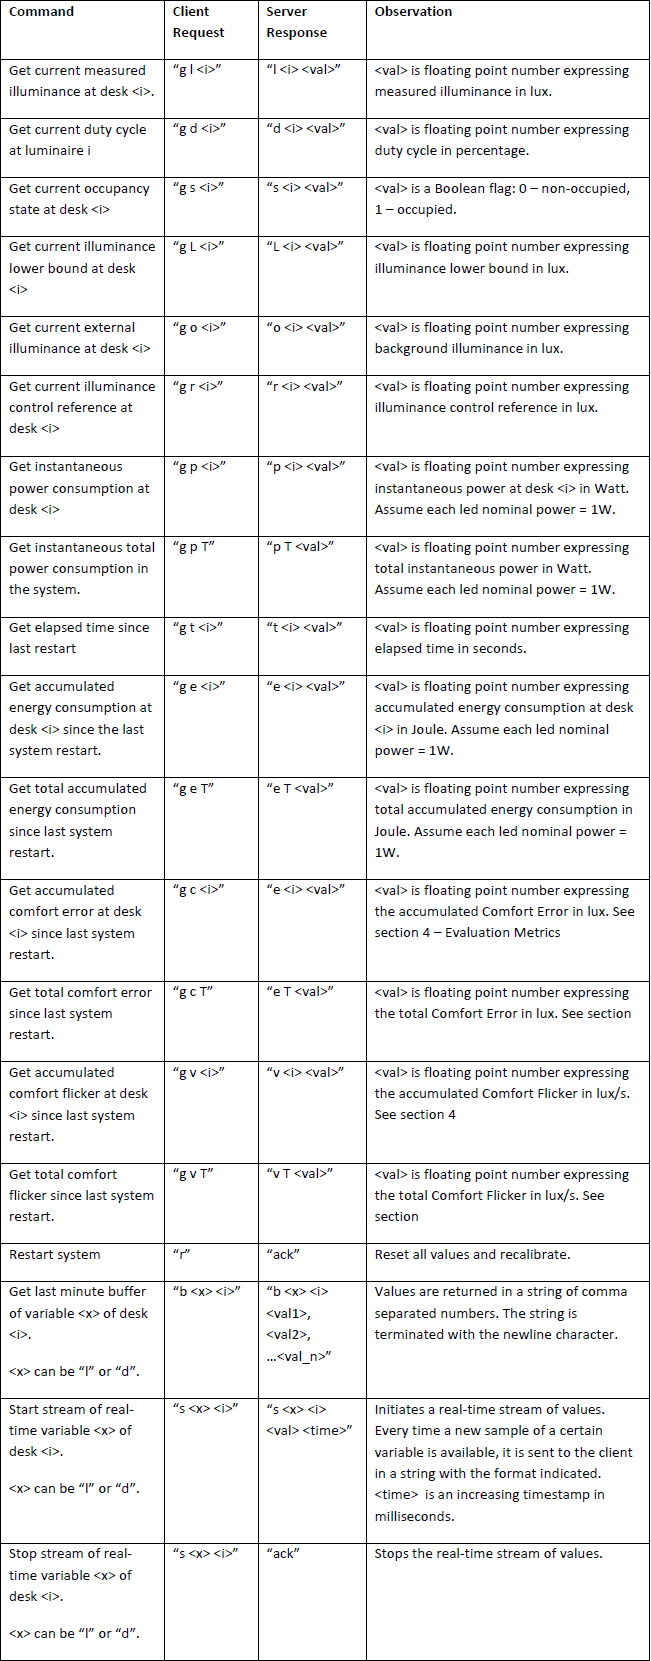 Command
Client
Request
Server
Response
Observation
Get current measured
illuminance at desk <i>.
“g l <i>”
“l <i> <val>”
<val> is floating point number expressing
measured illuminance in lux.
Get current duty cycle
at luminaire i
“g d <i>”
“d <i> <val>”
<val> is floating point number expressing
duty cycle in percentage.
Get current occupancy
state at desk <i>
“g s <i>”
“s <i> <val>”
<val> is a Boolean flag: 0 – non-occupied,
1 – occupied.
Get current illuminance
lower bound at desk
<i>
“g L <i>”
“L <i> <val>”
<val> is floating point number expressing
illuminance lower bound in lux.
Get current external
illuminance at desk <i>
“g o <i>”
“o <i> <val>”
<val> is floating point number expressing
background illuminance in lux.
Get current illuminance
control reference at
desk <i>
“g r <i>”
“r <i> <val>”
<val> is floating point number expressing
illuminance control reference in lux.
Get instantaneous
power consumption at
desk <i>
“g p <i>”
“p <i> <val>”
<val> is floating point number expressing
instantaneous power at desk <i> in Watt.
Assume each led nominal power = 1W.
Get instantaneous total
power consumption in
the system.
“g p T”
“p T <val>”
<val> is floating point number expressing
total instantaneous power in Watt.
Assume each led nominal power = 1W.
Get elapsed time since
last restart
“g t <i>”
“t <i> <val>”
<val> is floating point number expressing
elapsed time in seconds.
Get accumulated
energy consumption at
desk <i> since the last
system restart.
“g e <i>”
“e <i> <val>”
<val> is floating point number expressing
accumulated energy consumption at desk
<i> in Joule. Assume each led nominal
power = 1W.
Get total accumulated
energy consumption
since last system
restart.
“g e T”
“e T <val>”
<val> is floating point number expressing
total accumulated energy consumption in
Joule. Assume each led nominal power =
1W.
Get accumulated
comfort error at desk
<i> since last system
restart.
“g c <i>”
“e <i> <val>”
<val> is floating point number expressing
the accumulated Comfort Error in lux. See
section 4 – Evaluation Metrics
Get total comfort error
since last system
restart.
“g c T”
“e T <val>”
<val> is floating point number expressing
the total Comfort Error in lux. See section
Get accumulated
comfort flicker at desk
<i> since last system
restart.
“g v <i>”
“v <i> <val>”
<val> is floating point number expressing
the accumulated Comfort Flicker in lux/s.
See section 4
Get total comfort
flicker since last system
restart.
“g v T”
“v T <val>”
<val> is floating point number expressing
the total Comfort Flicker in lux/s. See
section
Restart system
“r”
“ack”
Reset all values and recalibrate.
Get last minute buffer
of variable <x> of desk
<i>.
<x> can be “l” or “d”.
“b <x> <i>”
“b <x> <i>
<val1>,
<val2>,
…<val_n>”
Values are returned in a string of comma
separated numbers. The string is
terminated with the newline character.
Start stream of real-
time variable <x> of
desk <i>.
<x> can be “l” or “d”.
“s <x> <i>”
“s <x> <i>
<val> <time>”
Initiates a real-time stream of values.
Every time a new sample of a certain
variable is available, it is sent to the client
in a string with the format indicated.
<time> is an increasing timestamp in
milliseconds.
Stop stream of real-
time variable <x> of
desk <i>.
<x> can be “l” or “d”.
“s <x> <i>”
“ack”
Stops the real-time stream of values.